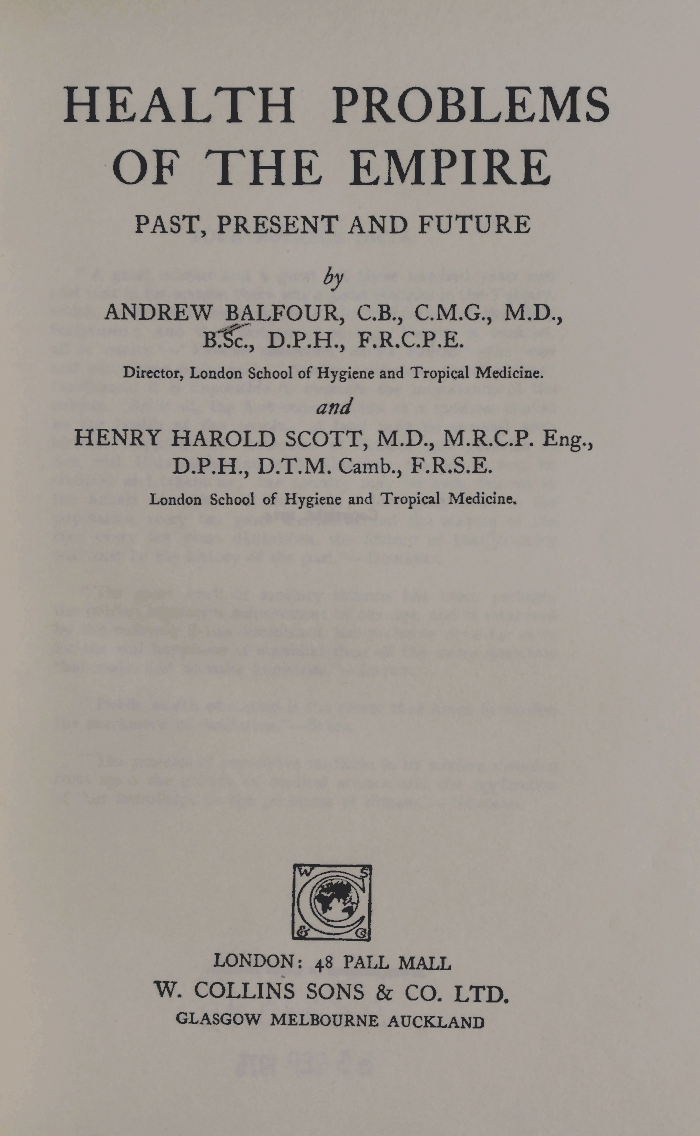 HEALTH PROBLEMS
OF THE EMPIRE
PAST, PRESENT AND FUTURE
by
ANDREW BALFOUR, C.B., C.M.G., M.D.,
B.Sc., D.P.H., F.R.C.P.E.
Director, London School of Hygiene and Tropical Medicine.
and
HENRY HAROLD SCOTT, M.D., M.R.C.P. Eng.,
D.P.H., D.T.M. Camb., F.R.S.E.
London School of Hygiene and Tropical Medicine.
W S
C
& C
LONDON: 48 PALL MALL
W. COLLINS SONS & CO. LTD.
GLASGOW MELBOURNE AUCKLAND